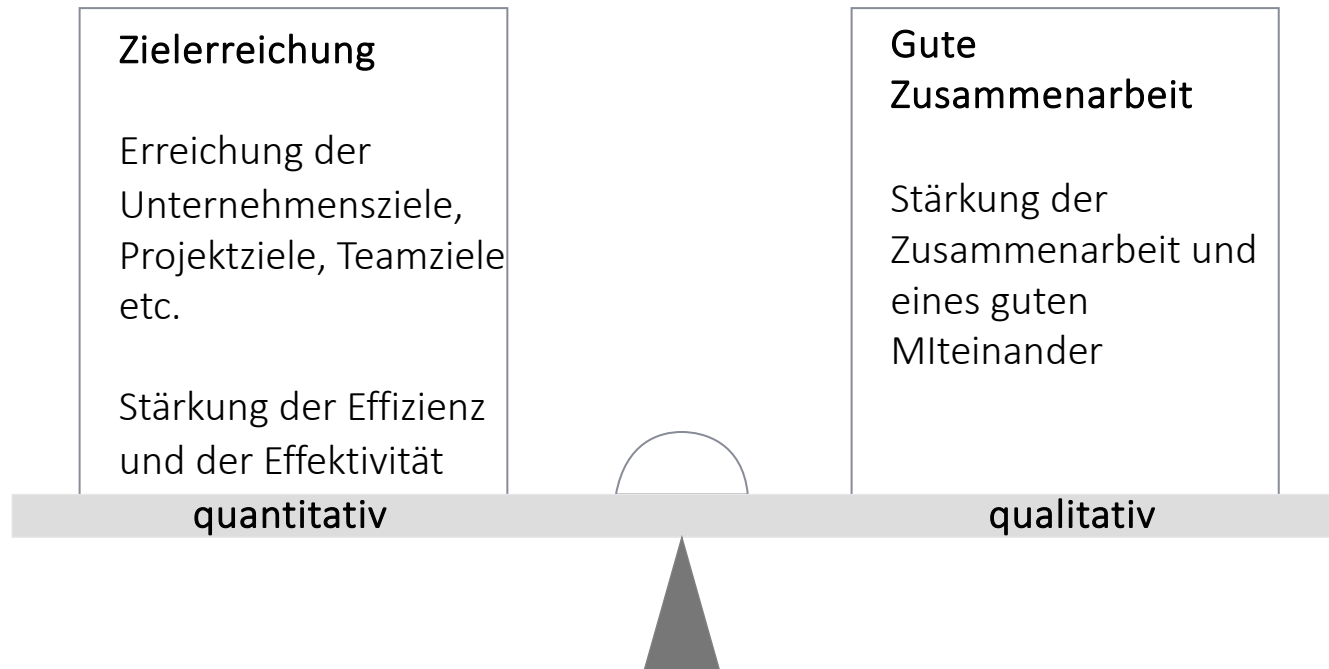 Zielerreichung
Erreichung der
Unternehmensziele,
Projektziele, Teamziele
etc.
Stärkung der Effizienz
und der Effektivität
quantitativ
Gute
Zusammenarbeit
Stärkung der
Zusammenarbeit und
eines guten
MIteinander
qualitativ